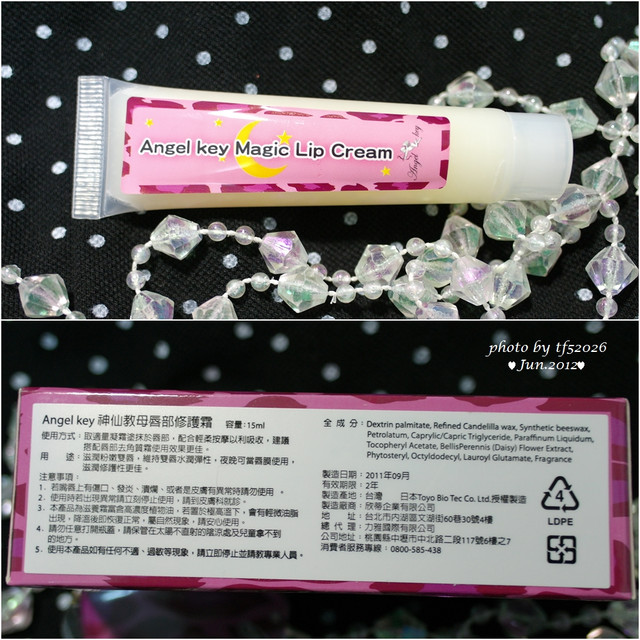 Angel key Magic Lip Cream
Angel key
photo by tf52026
♥Jun.2012♥
Angel key 神仙教母唇部修護霜 容量:15ml
使用方式：取適量凝霜塗抹於唇部，配合輕柔按摩以利吸收，建議
搭配唇部去角質霜使用效果更佳。
用 途：滋潤粉嫩雙唇，維持雙唇水潤彈性，夜晚可當唇膜使用，
滋潤修護性更佳。
注意事項：
1. 若嘴唇上有傷口、發炎、潰爛、或者是皮膚有異常時請勿使用。
2. 使用時若出現異常請立刻停止使用，請到皮膚科就診。
3. 本產品為滋養霜富含高濃度植物油，若置於極高溫下，會有輕微油脂
出現，降溫後即恢復正常，屬自然現象，請安心使用。
4. 請勿任意打開瓶蓋，請保管在太陽不直射的陰涼處及兒童拿不到
的地方。
5. 使用本產品如有任何不適、過敏等現象，請立即停止並請教專業人員。
全 成 分：Dextrin palmitate, Refined Candelilla wax, Synthetic beeswax,
Petrolatum, Caprylic/Capric Triglyceride, Paraffinum Liquidum,
Tocopheryl Acetate, BellisPerennis (Daisy) Flower Extract,
Phytosteryl, Octyldodecyl, Lauroyl Glutamate, Fragrance
製造日期：2011年09月
有效期限：2年
製造產地：台灣 日本Toyo Bio Tec Co. Ltd.授權製造
製造廠商：欣蒂企業有限公司
地 址：台北市內湖區文湖街60巷30號4樓
總 代 理：力雅國際有限公司
公司地址：桃園縣中壢市中北路二段117號6樓之7
消費者服務專線：0800-585-438
4
LDPE